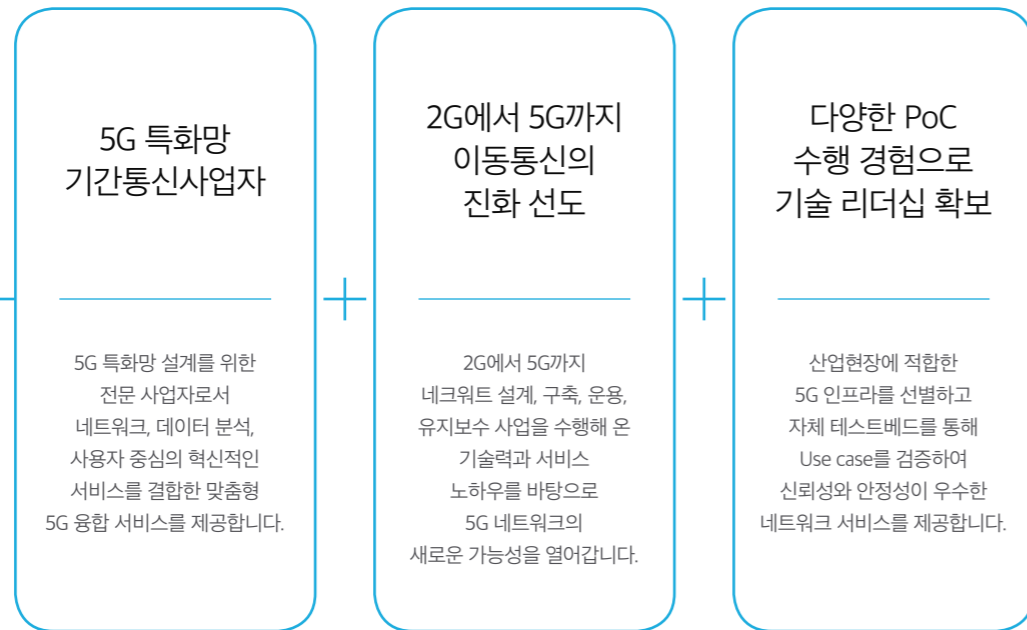 5G 특화망
기간통신사업자
5G 특화망 설계를 위한
전문 사업자로서
네트워크, 데이터 분석,
사용자 중심의 혁신적인
서비스를 결합한 맞춤형
5G 융합 서비스를 제공합니다.
2G에서 5G까지
이동통신의
진화 선도
2G에서 5G까지
네크워트 설계, 구축, 운용,
유지보수 사업을 수행해 온
기술력과 서비스
노하우를 바탕으로
5G 네트워크의
새로운 가능성을 열어갑니다.
다양한 PoC
수행 경험으로
기술 리더십 확보
산업현장에 적합한
5G 인프라를 선별하고
자체 테스트베드를 통해
Use case를 검증하여
신뢰성와 안정성이 우수한
네트워크 서비스를 제공합니다.